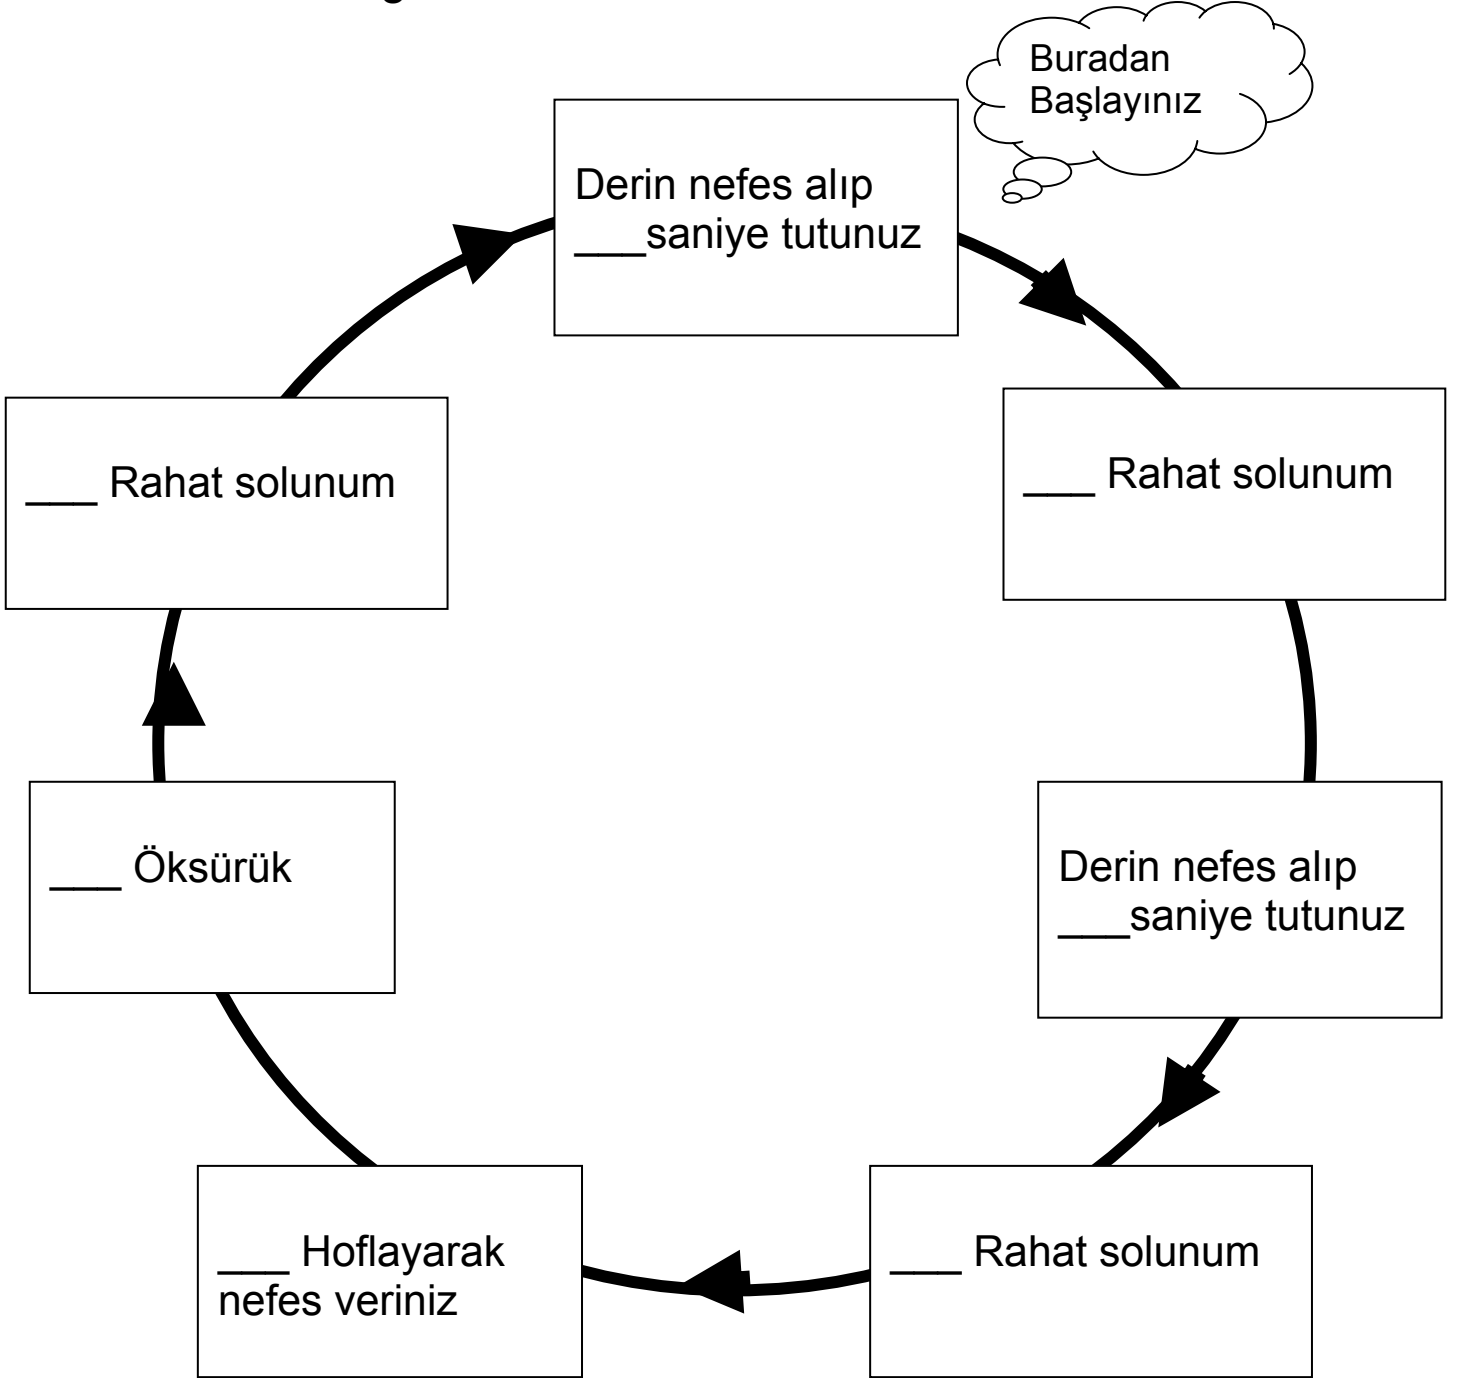 Buradan
Başlayınız
Derin nefes alıp
___saniye tutunuz
___ Rahat solunum
Derin nefes alıp
___saniye tutunuz
___ Rahat solunum
___ Hoflayarak
nefes veriniz
___ Öksürük
___ Rahat solunum